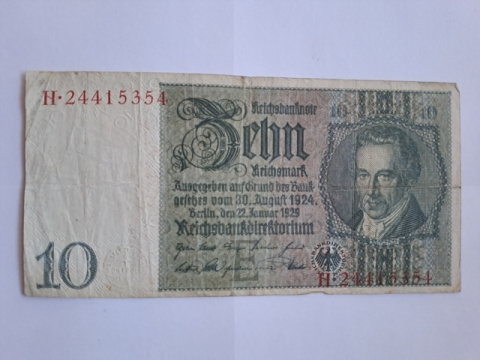 H·24415354
Reichsbanknote
10 10
Zehn
Reichsmark
Ausgegeben auf Grund des Bank-
gesetzes vom 30. August 1924.
Berlin, den 22. Januar 1929
Reichsbankdirektorium
10
E
H·24415354